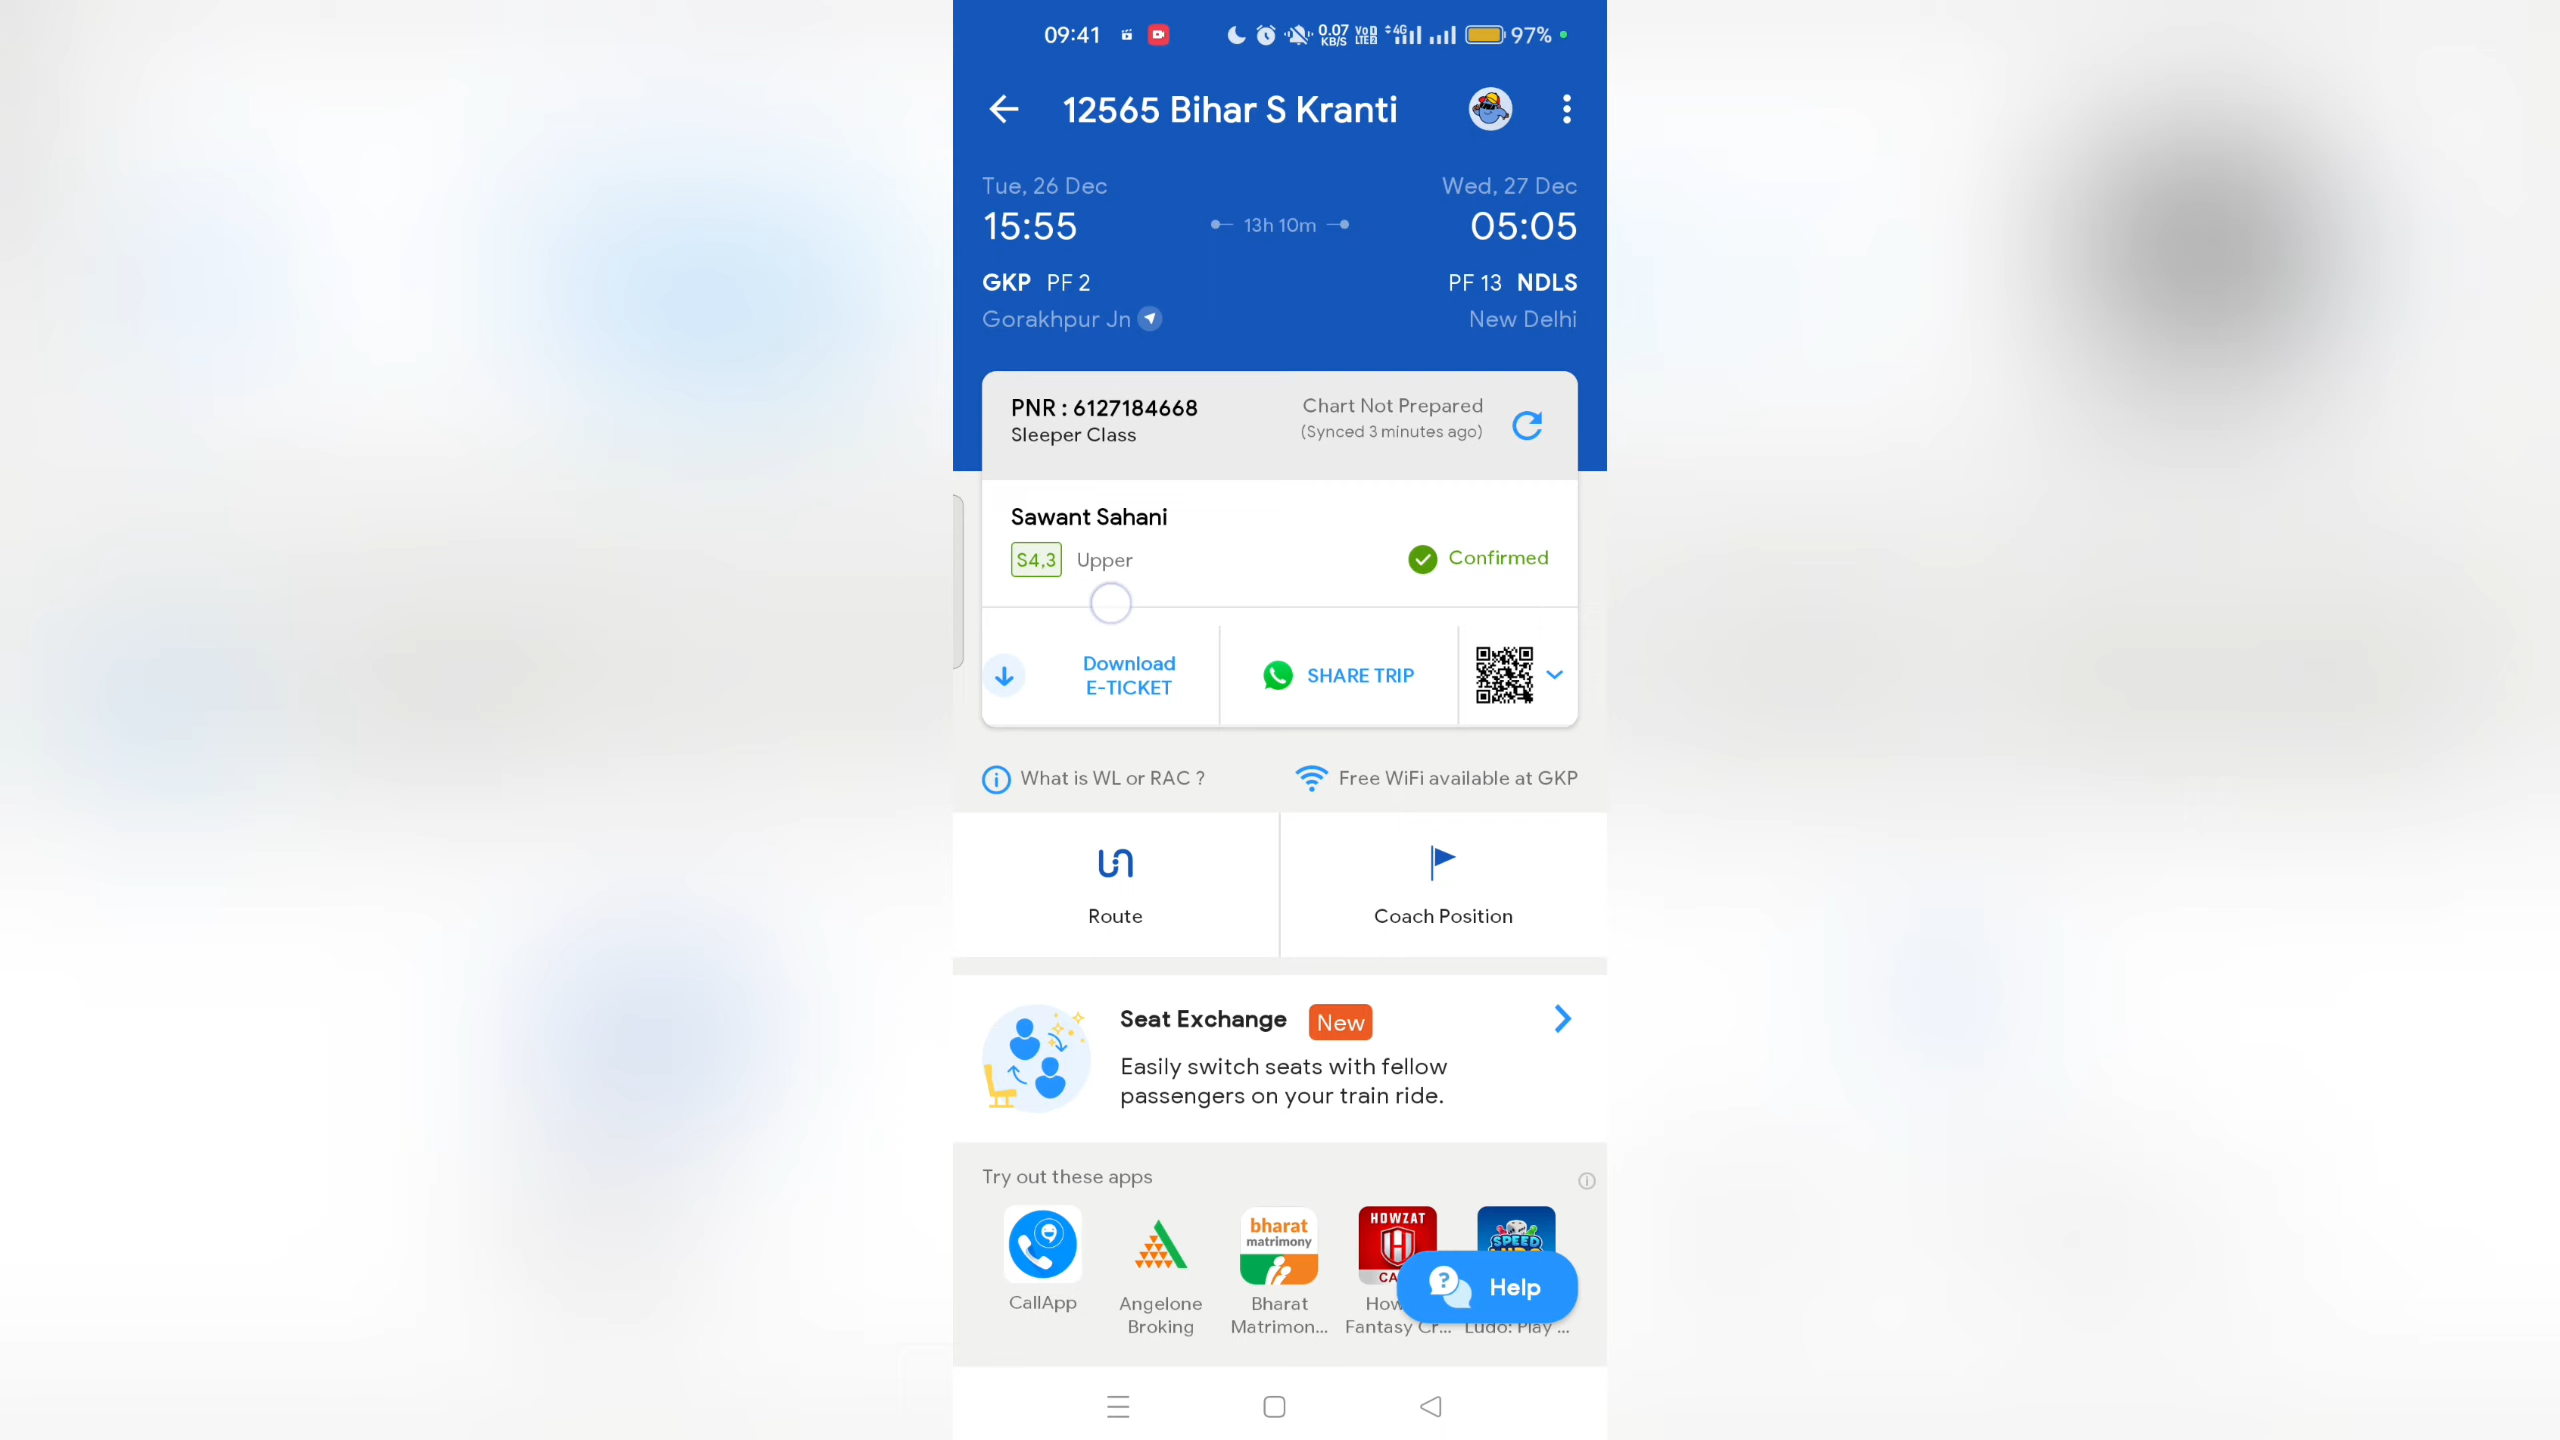 09:41
0.07 KB/S VoD LTE2 4G 97%
12565 Bihar S Kranti
Tue, 26 Dec
Wed, 27 Dec
15:55
13h 10m
05:05
GKP PF 2
PF 13 NDLS
Gorakhpur Jn
New Delhi
PNR : 6127184668
Chart Not Prepared
Sleeper Class
(Synced 3 minutes ago)
Sawant Sahani
S4,3 Upper
Confirmed
Download
E-TICKET
SHARE TRIP
What is WL or RAC ?
Free WiFi available at GKP
Route
Coach Position
Seat Exchange New
Easily switch seats with fellow
passengers on your train ride.
Try out these apps
bharat
matrimony
HOWZAT
SPEED
CallApp
Angelone
Broking
Bharat
Matrimon...
How
Fantasy Cr...
Ludo: Play ...
Help